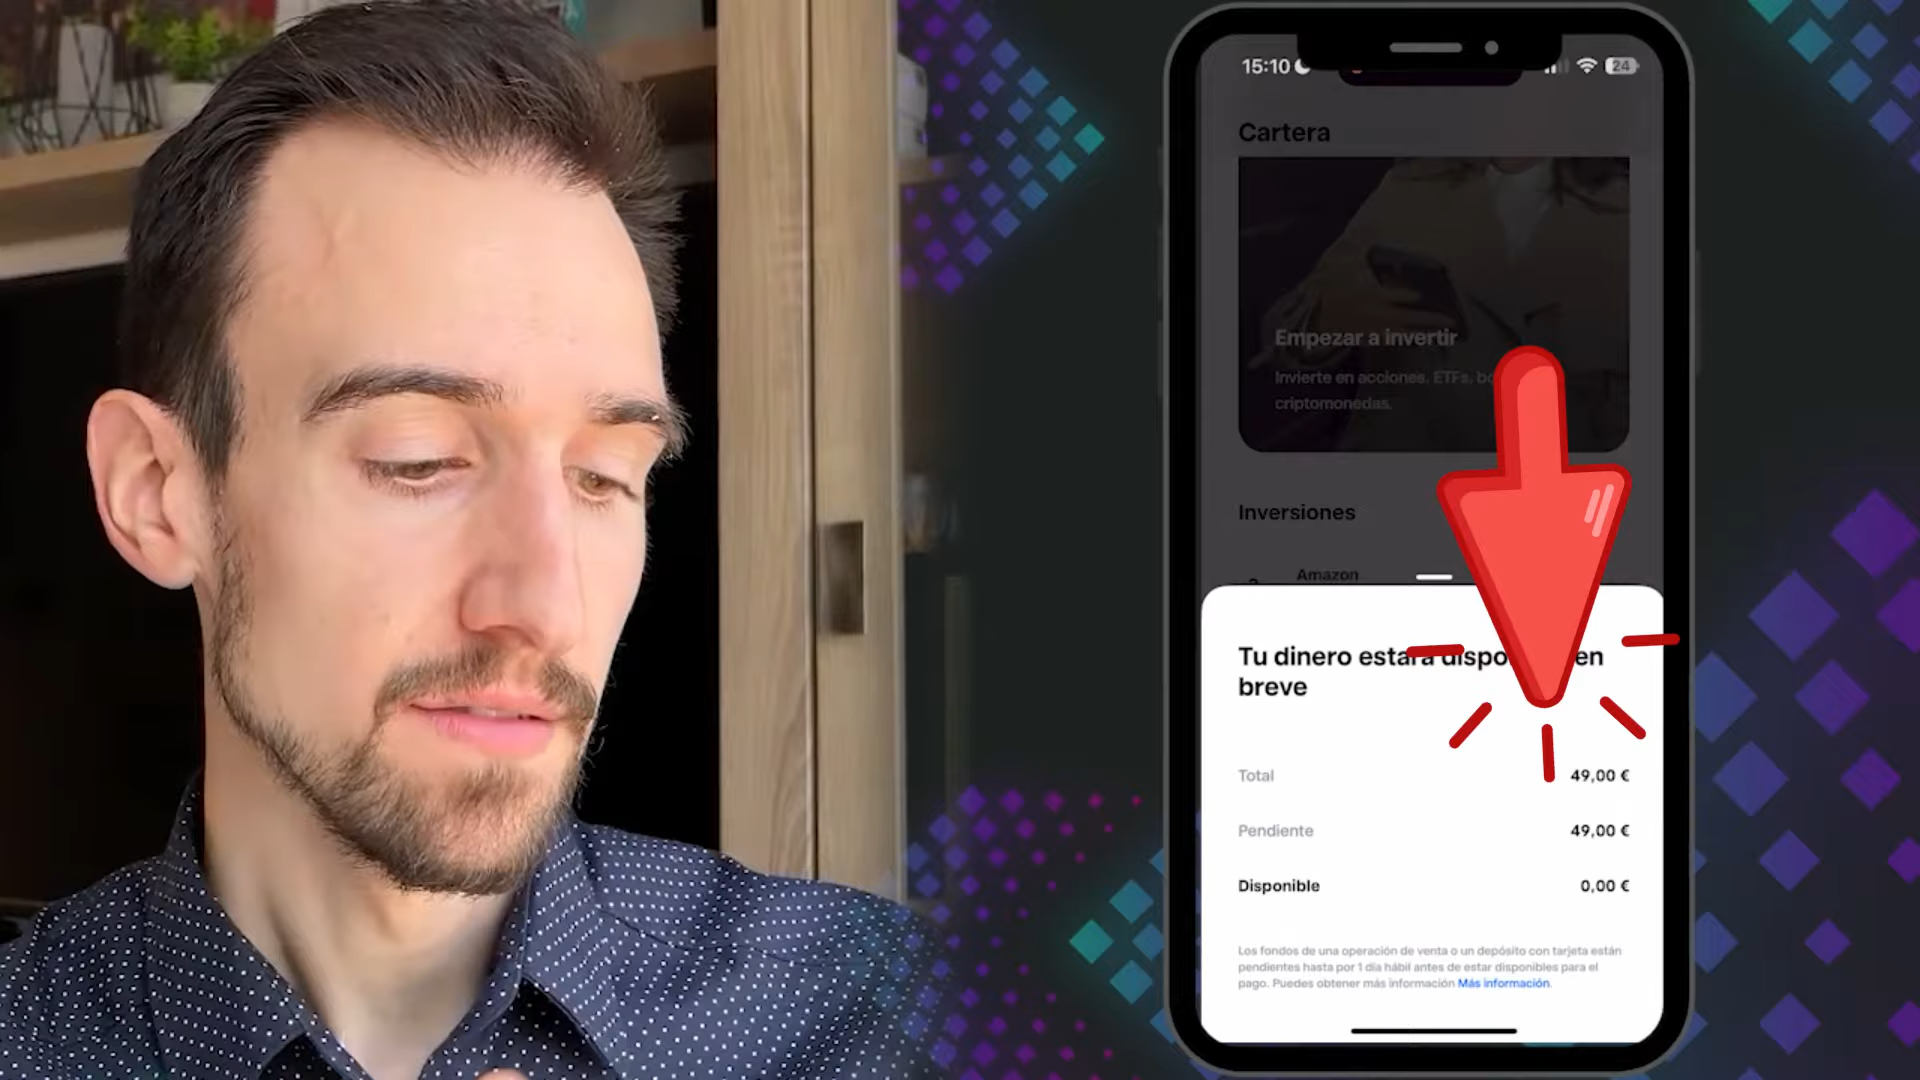 15:10
24
Cartera
Empezar a invertir
Invierte en acciones, ETFs,
criptomonedas.
Inversiones
Amazon
Tu dinero estará en
breve
Total 49,00 €
Pendiente 49,00 €
Disponible 0,00 €
Los fondos de una operación de venta o un depósito con tarjeta están
pendientes hasta por 1 día hábil antes de estar disponibles para el
pago. Puedes obtener más información Más información.